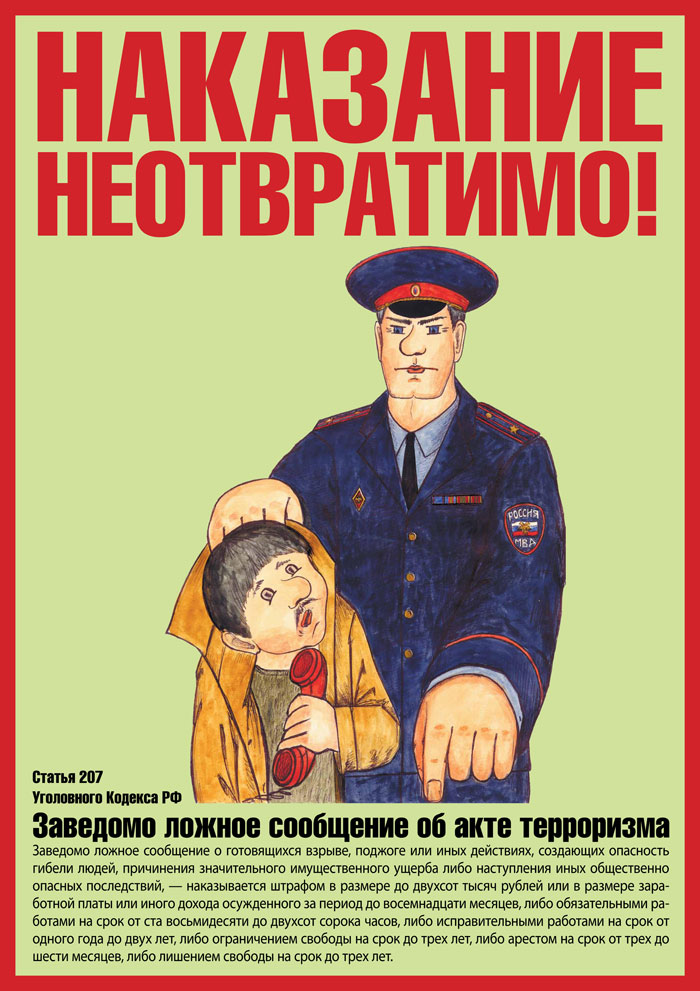 НАКАЗАНИЕ
НЕОТВРАТИМО!
РОССИЯ
МВД
Статья 207
Уголовного Кодекса РФ
Заведомо ложное сообщение об акте терроризма
Заведомо ложное сообщение о готовящихся взрыве, поджоге или иных действиях, создающих опасность
гибели людей, причинения значительного имущественного ущерба либо наступления иных общественно
опасных последствий, — наказывается штрафом в размере до двухсот тысяч рублей или в размере зара-
ботной платы или иного дохода осужденного за период до восемнадцати месяцев, либо обязательными ра-
ботами на срок от ста восьмидесяти до двухсот сорока часов, либо исправительными работами на срок от
одного года до двух лет, либо ограничением свободы на срок до трех лет, либо арестом на срок от трех до
шести месяцев, либо лишением свободы на срок до трех лет.